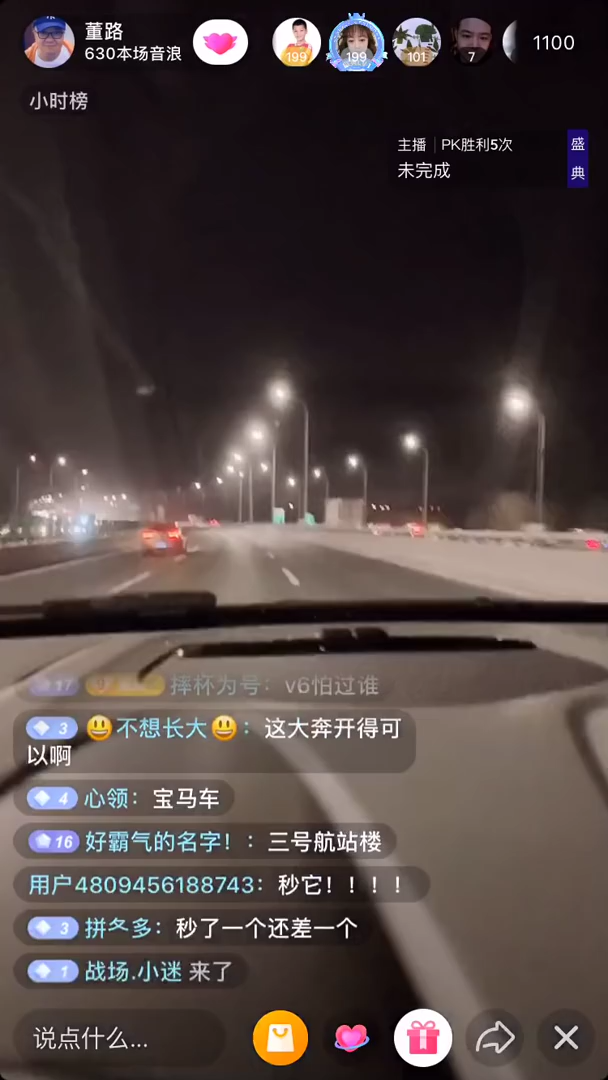 董路
630本场音浪
199
199
101
7
1100
小时榜
主播 PK胜利5次
未完成
盛典
17 摔杯为号：v6怕过谁
3 😃不想长大😃：这大奔开得可
以啊
4 心领：宝马车
16 好霸气的名字！：三号航站楼
用户4809456188743：秒它！！！！
3 拼冬多：秒了一个还差一个
1 战场.小迷 来了
说点什么...